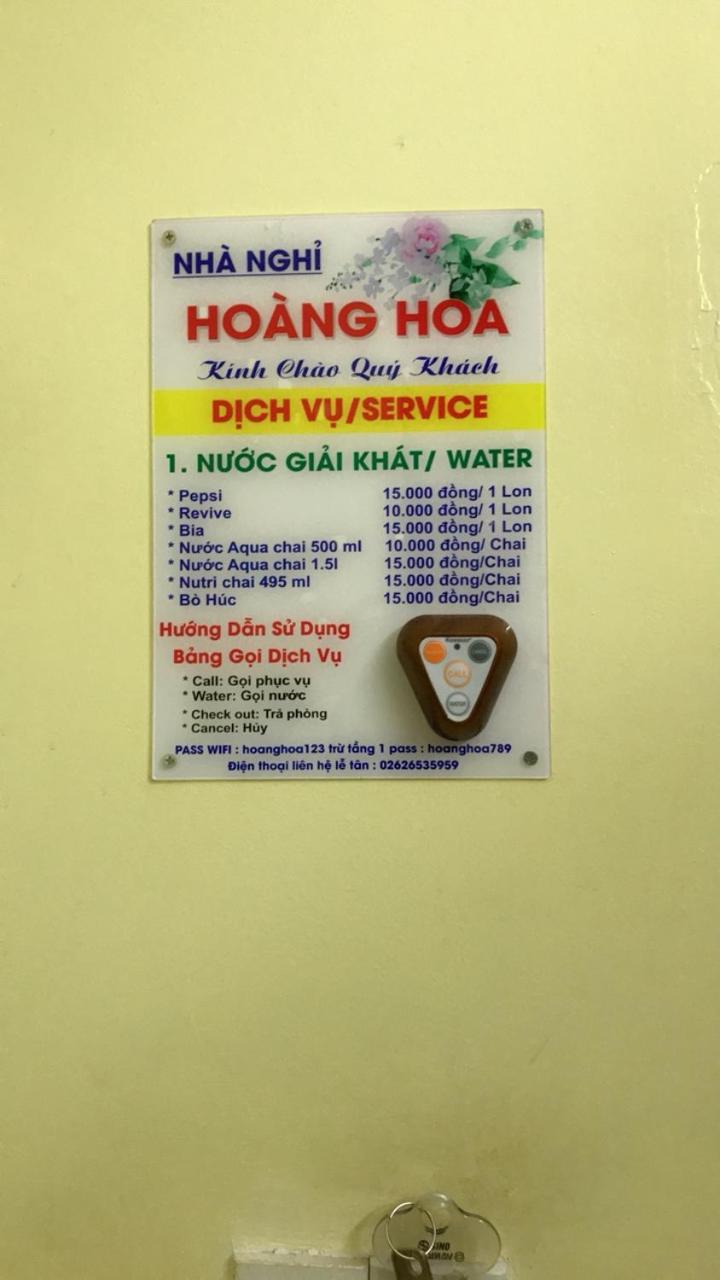 NHÀ NGHỈ
HOÀNG HOA
Kính Chào Quý Khách
DỊCH VỤ/SERVICE
1. NƯỚC GIẢI KHÁT/ WATER
* Pepsi 15.000 đồng/ 1 Lon
* Revive 10.000 đồng/ 1 Lon
* Bia 15.000 đồng/ 1 Lon
* Nước Aqua chai 500 ml 10.000 đồng/ Chai
* Nước Aqua chai 1.5l 15.000 đồng/Chai
* Nutri chai 495 ml 15.000 đồng/Chai
* Bò Húc 15.000 đồng/Chai
Hướng Dẫn Sử Dụng
Bảng Gọi Dịch Vụ
* Call: Gọi phục vụ
* Water: Gọi nước
* Check out: Trả phòng
* Cancel: Hủy
CALL
WATER
PASS WIFI : hoanghoa123 trừ tầng 1 pass : hoanghoa789
Điện thoại liên hệ lễ tân : 02626535959
SINO